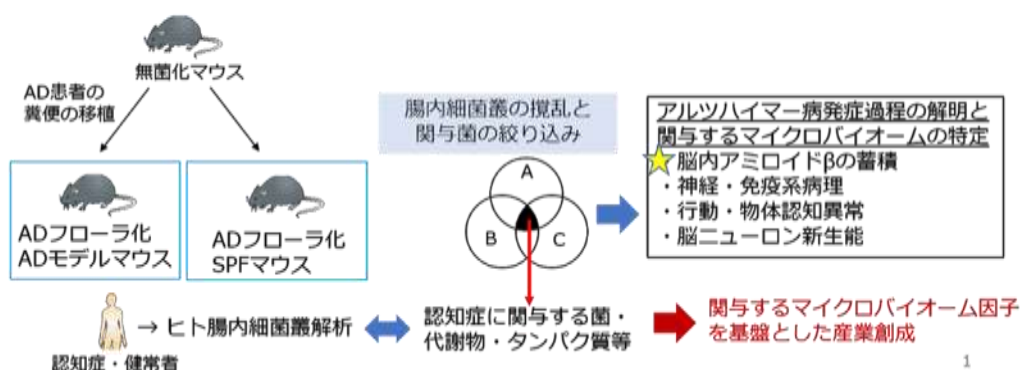 無菌化マウス
AD患者の
糞便の移植
ADフローラ化
ADモデルマウス
ADフローラ化
SPFマウス
腸内細菌叢の撹乱と
関与菌の絞り込み
A
B
C
アルツハイマー病発症過程の解明と
関与するマイクロバイオームの特定
脳内アミロイドβの蓄積
・神経・免疫系病理
・行動・物体認知異常
・脳ニューロン新生能
→ ヒト腸内細菌叢解析
認知症・健常者
認知症に関与する菌・
代謝物・タンパク質等
関与するマイクロバイオーム因子
を基盤とした産業創成
1